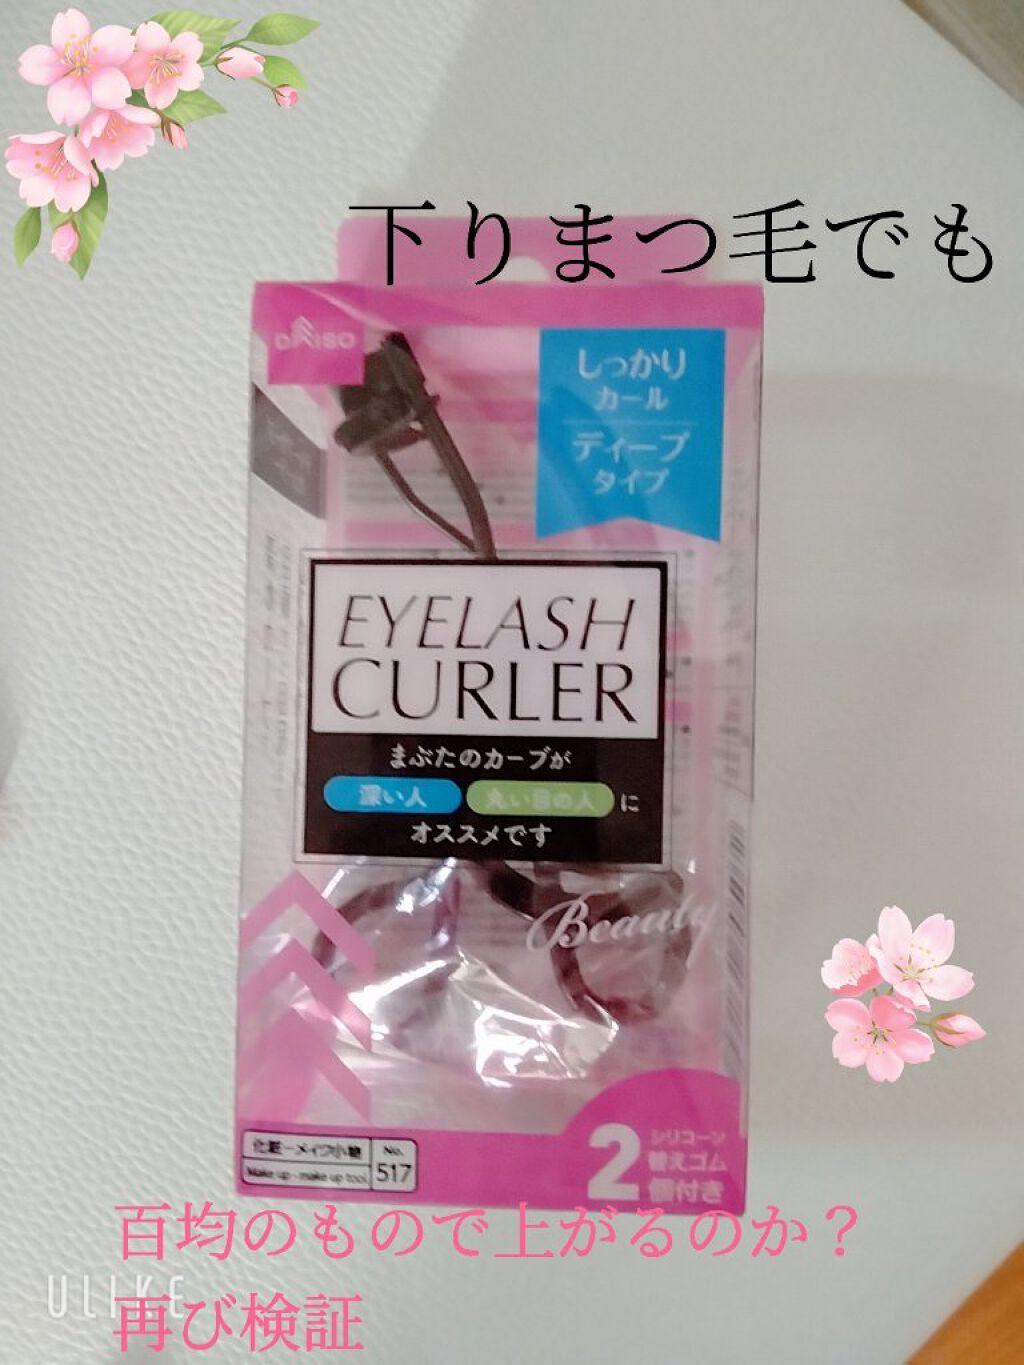 下りまつ毛でも
DAISO
しっかり
カール
ディープ
タイプ
EYELASH
CURLER
まぶたのカーブが
深い人 丸い目の人 に
オススメです
Beauty
化粧-メイク小物 No.
Make up - make up tool 517
2 シリコーン
替えゴム
個付き
百均のもので上がるのか？
ULIKE
再び検証